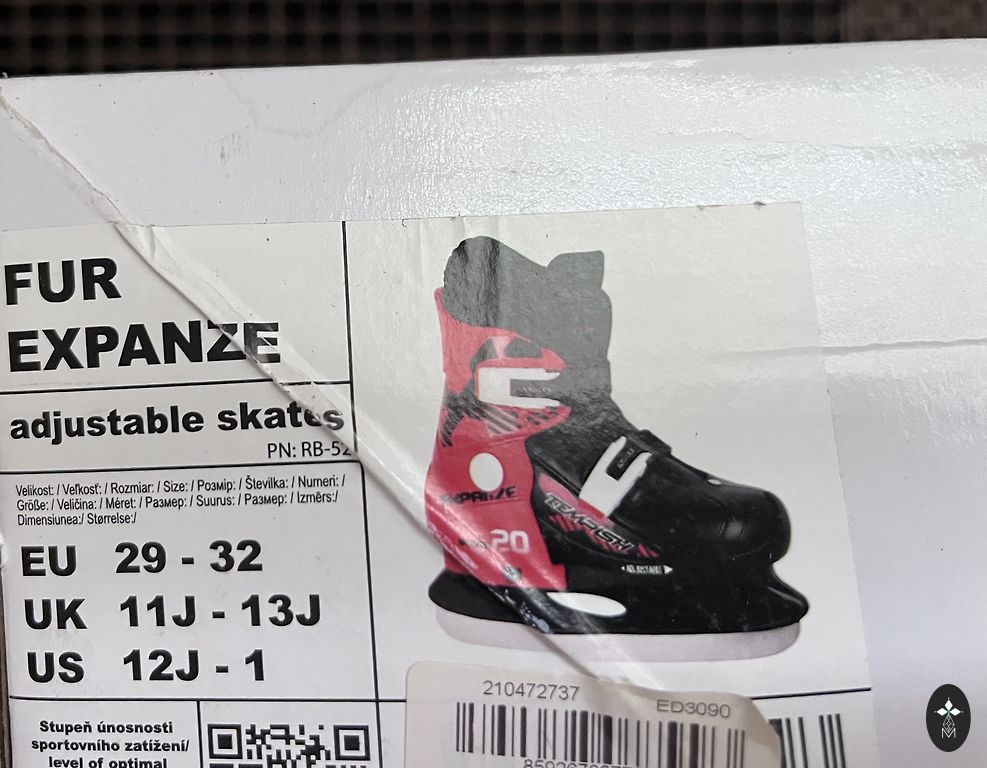 FUR
EXPANZE
adjustable skates
PN: RB-52
Velikost: / Veľkosť: / Rozmiar: / Size: / Розмір: / Številka: / Numeri: /
Größe: / Veličina: / Méret: / Размер: / Suurus: / Размер: / Izmērs:/
Dimensiunea:/ Størrelse:/
EU 29 - 32
UK 11J - 13J
US 12J - 1
Stupeň únosnosti
sportovního zatížení/
level of optimal
EXPANZE
TEMPISH
20
ADJUSTABLE
210472737
ED3090
M